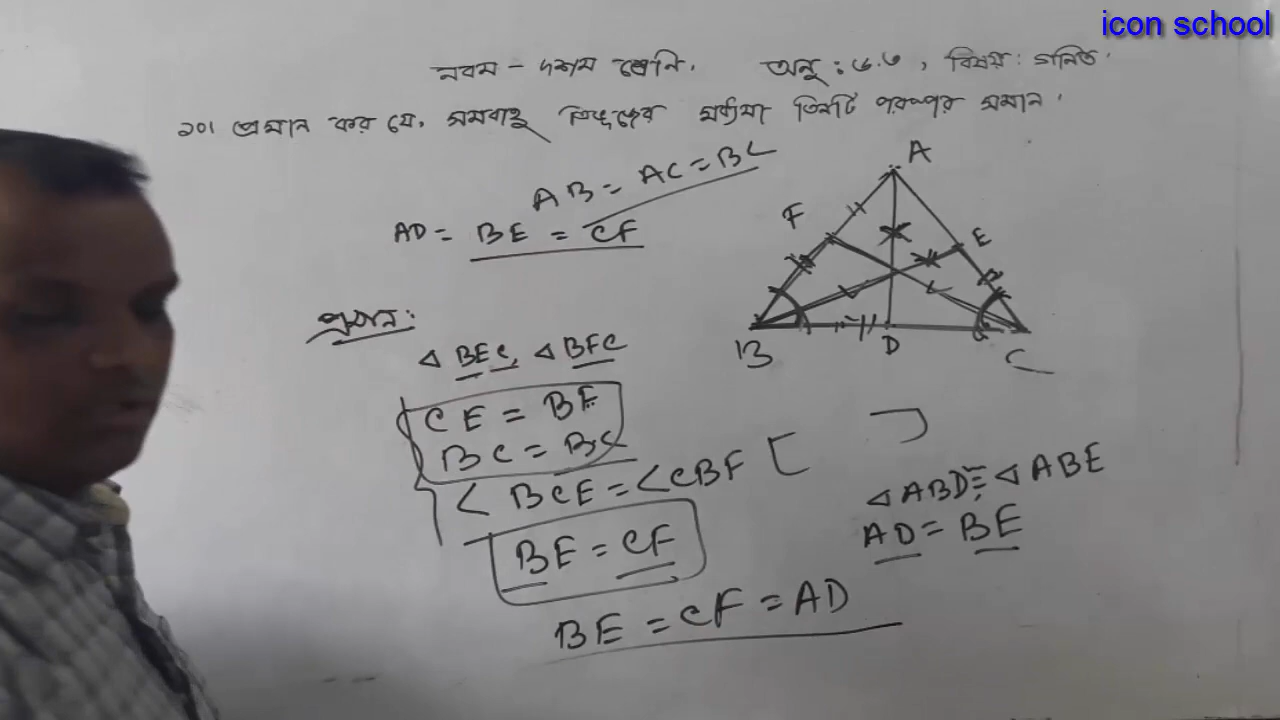 icon school
নবম - দশম শ্রেণি. অনু : ৬.৩, বিষয় : গনিত.
১০। প্রমান কর যে, সমবাহু ত্রিভুজের মধ্যমা তিনটি পরস্পর সমান.
AB = AC = BC
AD = BE = CF
A
F
E
B
D
C
প্রমান:
△ BEC, △ BFC
CE = BF
BC = BC
< BCE = < CBF [ ]
BE = CF
△ ABD ≅ △ ABE
AD = BE
BE = CF = AD